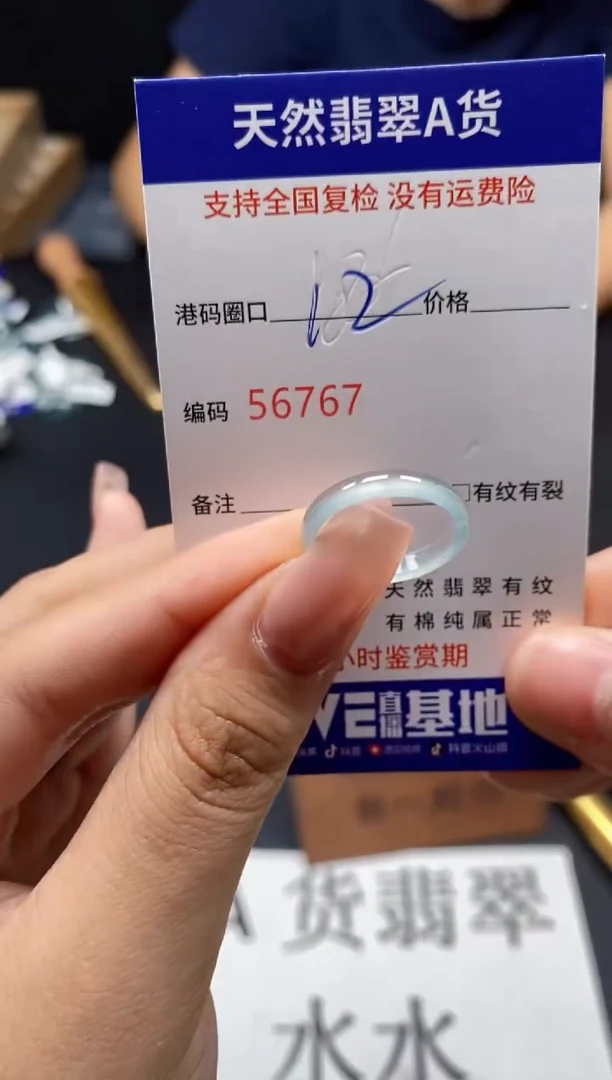 天然翡翠A货
支持全国复检 没有运费险
港码圈口 12 价格
编码 56767
备注 □有纹有裂
天然翡翠有纹
有棉纯属正常
小时鉴赏期
基地
A 货翡翠
水水